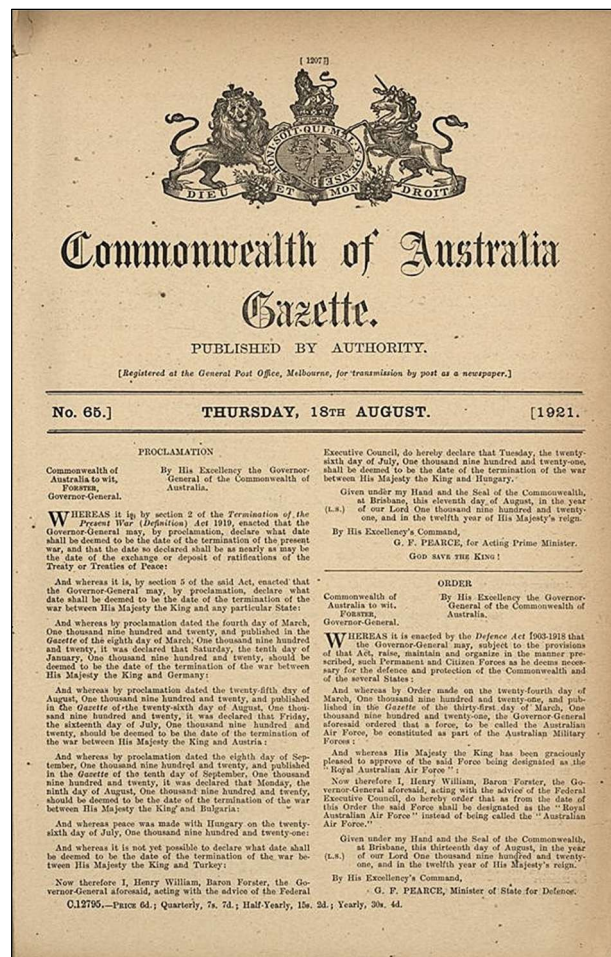 [ 1207 ]
HONI·SOIT·QUI·MAL·Y·PENSE
DIEU ET MON DROIT
Commonwealth of Australia
Gazette.
PUBLISHED BY AUTHORITY.
[Registered at the General Post Office, Melbourne, for transmission by post as a newspaper.]
No. 65.] THURSDAY, 18TH AUGUST. [1921.
PROCLAMATION
Commonwealth of
Australia to wit,
FORSTER,
Governor-General.
By His Excellency the Governor-
General of the Commonwealth of
Australia.
WHEREAS it is, by section 2 of the Termination of the
Present War (Definition) Act 1919, enacted that the
Governor-General may, by proclamation, declare what date
shall be deemed to be the date of the termination of the present
war, and that the date so declared shall be as nearly as may be
the date of the exchange or deposit of ratifications of the
Treaty or Treaties of Peace:
And whereas it is, by section 5 of the said Act, enacted that
the Governor-General may, by proclamation, declare what
date shall be deemed to be the date of the termination of the
war between His Majesty the King and any particular State:
And whereas by proclamation dated the fourth day of March,
One thousand nine hundred and twenty, and published in the
Gazette of the eighth day of March, One thousand nine hundred
and twenty, it was declared that Saturday, the tenth day of
January, One thousand nine hundred and twenty, should be
deemed to be the date of the termination of the war between
His Majesty the King and Germany:
And whereas by proclamation dated the twenty-fifth day of
August, One thousand nine hundred and twenty, and published
in the Gazette of the twenty-sixth day of August, One thou-
sand nine hundred and twenty, it was declared that Friday,
the sixteenth day of July, One thousand nine hundred and
twenty, should be deemed to be the date of the termination of
the war between His Majesty the King and Austria:
And whereas by proclamation dated the eighth day of Sep-
tember, One thousand nine hundred and twenty, and published
in the Gazette of the tenth day of September, One thousand
nine hundred and twenty, it was declared that Monday, the
ninth day of August, One thousand nine hundred and twenty,
should be deemed to be the date of the termination of the war
between His Majesty the King and Bulgaria:
And whereas peace was made with Hungary on the twenty-
sixth day of July, One thousand nine hundred and twenty-one:
And whereas it is not yet possible to declare what date shall
be deemed to be the date of the termination of the war be-
tween His Majesty the King and Turkey:
Now therefore I, Henry William, Baron Forster, the Go-
vernor-General aforesaid, acting with the advice of the Federal
Executive Council, do hereby declare that Tuesday, the twenty-
sixth day of July, One thousand nine hundred and twenty-one,
shall be deemed to be the date of the termination of the war
between His Majesty the King and Hungary.
Given under my Hand and the Seal of the Commonwealth,
at Brisbane, this eleventh day of August, in the year
(L.S.) of our Lord One thousand nine hundred and twenty-
one, and in the twelfth year of His Majesty's reign.
By His Excellency's Command,
G. F. PEARCE, for Acting Prime Minister.
GOD SAVE THE KING!
ORDER
Commonwealth of
Australia to wit.
FORSTER,
Governor-General.
By His Excellency the Governor-
General of the Commonwealth of
Australia.
WHEREAS it is enacted by the Defence Act 1903-1918 that
the Governor-General may, subject to the provisions
of that Act, raise, maintain and organize in the manner pre-
scribed, such Permanent and Citizen Forces as he deems neces-
sary for the defence and protection of the Commonwealth and
of the several States:
And whereas by Order made on the twenty-fourth day of
March, One thousand nine hundred and twenty-one, and pub-
lished in the Gazette of the thirty-first day of March, One
thousand nine hundred and twenty-one, the Governor-General
aforesaid ordered that a force, to be called the Australian
Air Force, be constituted as part of the Australian Military
Forces:
And whereas His Majesty the King has been graciously
pleased to approve of the said Force being designated as the
"Royal Australian Air Force":
Now therefore I, Henry William, Baron Forster, the Go-
vernor-General aforesaid, acting with the advice of the Federal
Executive Council, do hereby order that as from the date of
this Order the said Force shall be designated as the "Royal
Australian Air Force" instead of being called the "Australian
Air Force."
Given under my Hand and the Seal of the Commonwealth,
at Brisbane, this thirteenth day of August, in the year
(L.S.) of our Lord One thousand nine hundred and twenty-
one, and in the twelfth year of His Majesty's reign.
By His Excellency's Command,
G. F. PEARCE, Minister of State for Defence.
C.12795.—PRICE 6d.; Quarterly, 7s. 7d.; Half-Yearly, 15s. 2d.; Yearly, 30s. 4d.